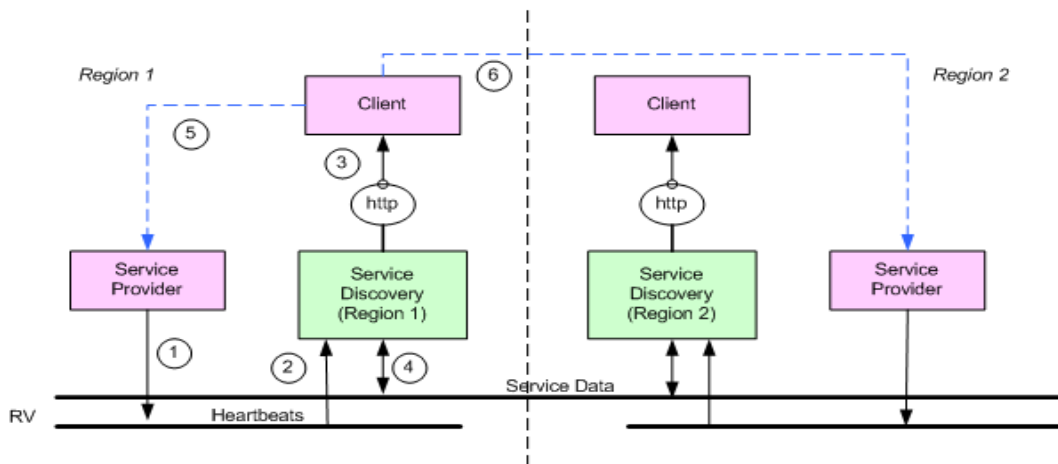 Region 1
6
Region 2
Client
Client
5
3
http
http
Service
Provider
Service
Discovery
(Region 1)
Service
Discovery
(Region 2)
Service
Provider
1
2
4
Service Data
RV
Heartbeats